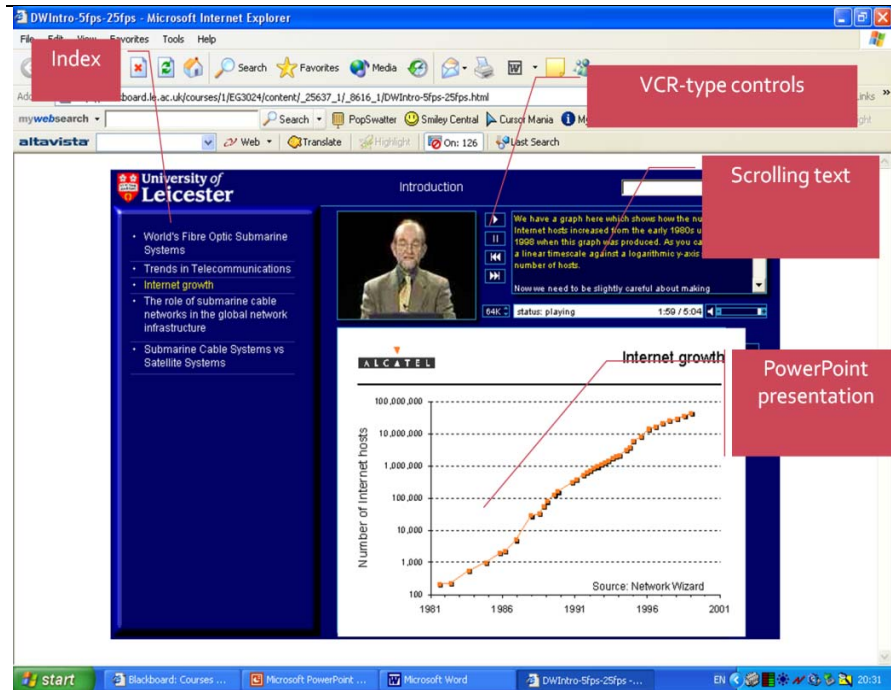 DWIntro-5fps-25fps - Microsoft Internet Explorer
File Edit View Favorites Tools Help
Index
Search Favorites Media
VCR-type controls
board.le.ac.uk/courses/1/EG3024/content/_25637_1/_8616_1/DWIntro-5fps-25fps.html
Links »
mywebsearch
Search PopSwatter Smiley Central Cursor Mania
altavista
Web Translate Highlight On: 126 Last Search
Scrolling text
University of
Leicester
Introduction
World's Fibre Optic Submarine
Systems
Trends in Telecommunications
Internet growth
The role of submarine cable
networks in the global network
infrastructure
Submarine Cable Systems vs
Satellite Systems
We have a graph here which shows how the nu
Internet hosts increased from the early 1980s u
1998 when this graph was produced. As you ca
a linear timescale against a logarithmic y-axis
number of hosts.
Now we need to be slightly careful about making
64K status: playing 1:59 / 5:04
PowerPoint
presentation
ALCATEL
Internet growth
Number of Internet hosts
100,000,000
10,000,000
1,000,000
100,000
10,000
1,000
100
Source: Network Wizard
1981 1986 1991 1996 2001
start Blackboard: Courses ... Microsoft PowerPoint ... Microsoft Word DWIntro-5fps-25fps -... EN 20:31